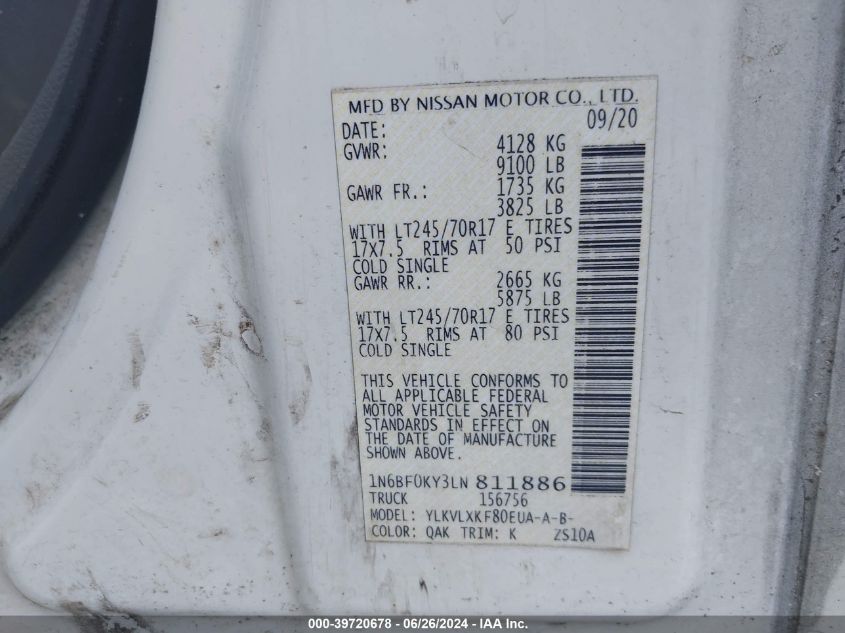 MFD BY NISSAN MOTOR CO., LTD.
DATE: 09/20
GVWR: 4128 KG
9100 LB
GAWR FR.: 1735 KG
3825 LB
WITH LT245/70R17 E TIRES
17X7.5 RIMS AT 50 PSI
COLD SINGLE
GAWR RR.: 2665 KG
5875 LB
WITH LT245/70R17 E TIRES
17X7.5 RIMS AT 80 PSI
COLD SINGLE
THIS VEHICLE CONFORMS TO
ALL APPLICABLE FEDERAL
MOTOR VEHICLE SAFETY
STANDARDS IN EFFECT ON
THE DATE OF MANUFACTURE
SHOWN ABOVE.
1N6BF0KY3LN 811886
TRUCK 156756
MODEL: YLKVLXKF80EUA-A-B-
COLOR: QAK TRIM: K ZS10A
000-39720678 - 06/26/2024 - IAA Inc.